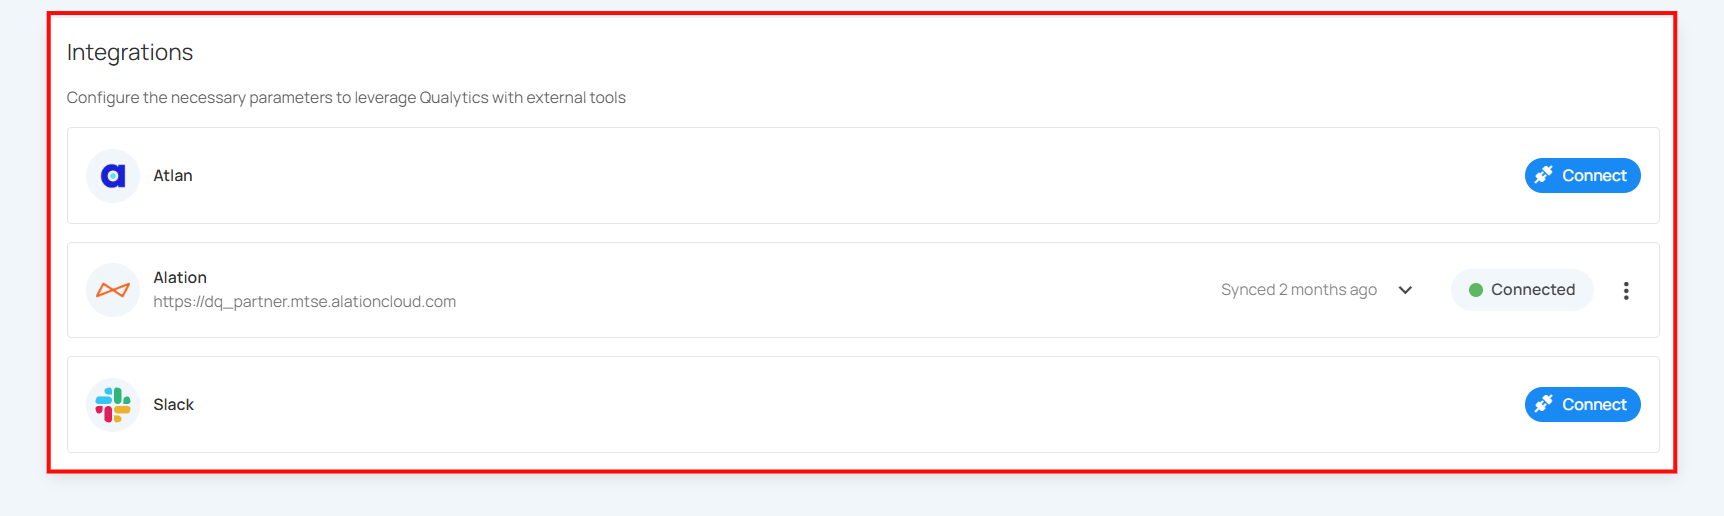 Integrations
Configure the necessary parameters to leverage Qualytics with external tools
Atlan
Connect
Alation
https://dq_partner.mtse.alationcloud.com
Synced 2 months ago
Connected
Slack
Connect